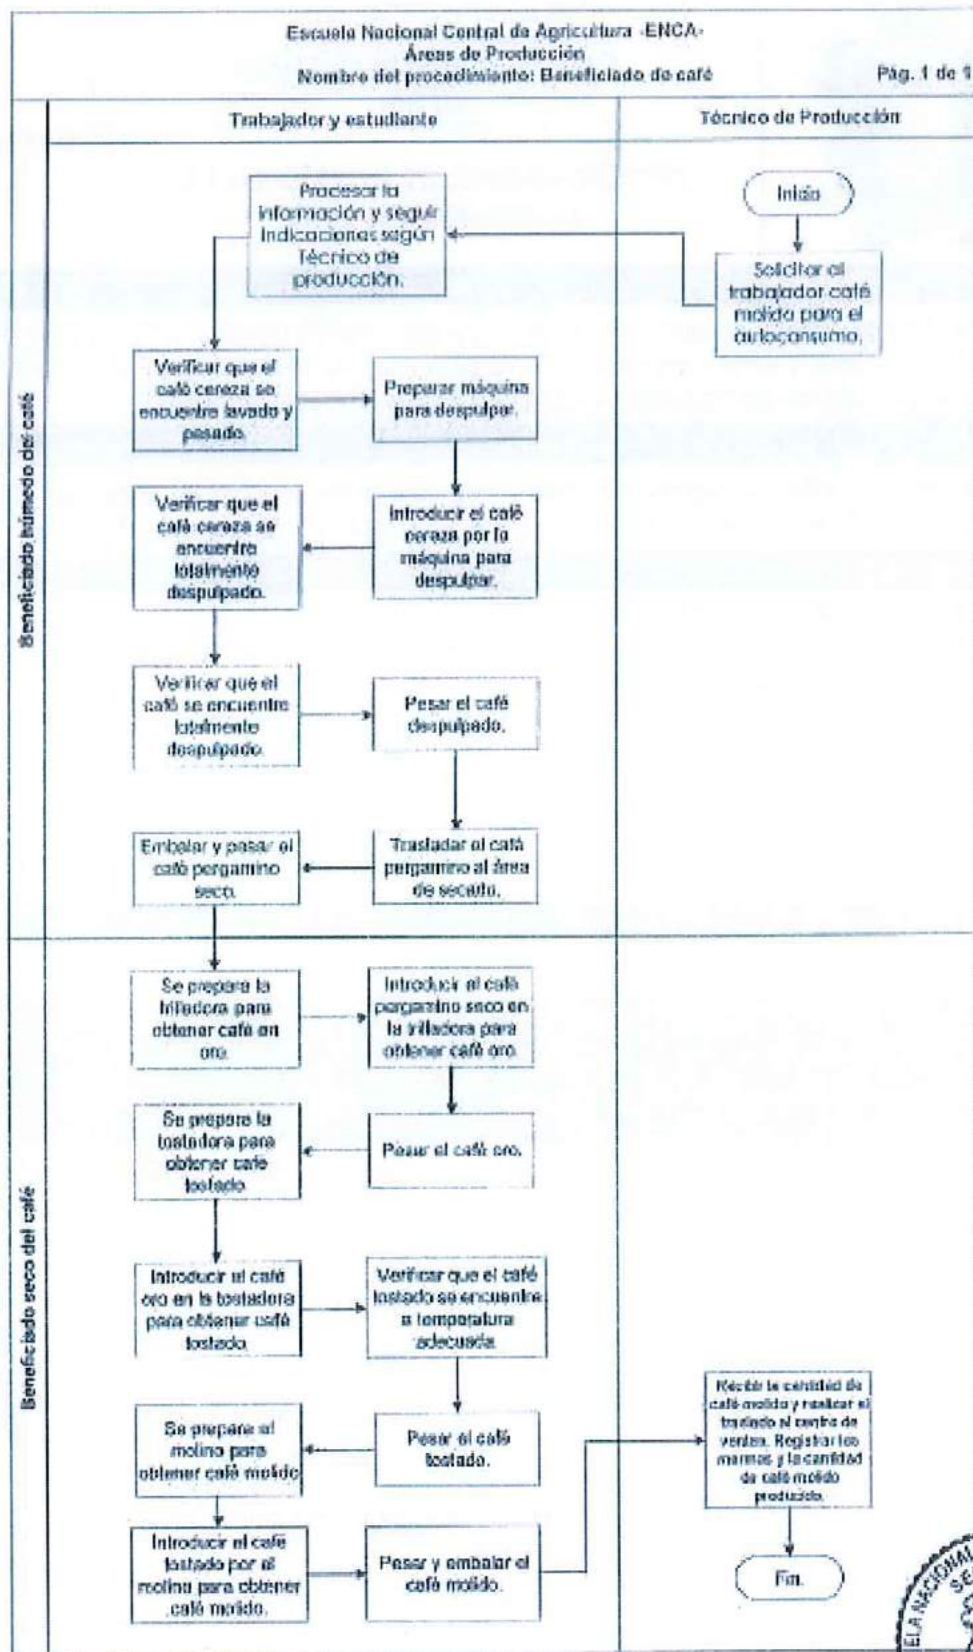 Escuela Nacional Central de Agricultura -ENCA-
Áreas de Producción
Nombre del procedimiento: Beneficiado de café
Pág. 1 de 1
Trabajador y estudiante
Técnico de Producción
Beneficiado húmedo del café
Inicio
Solicitar al
trabajador café
molido para el
autoconsumo.
Procesar la
información y seguir
Indicaciones según
Técnico de
producción.
Verificar que el
café cereza se
encuentre lavado y
pesado.
Preparar máquina
para despulpar.
Introducir el café
cereza por la
máquina para
despulpar.
Verificar que el
café cereza se
encuentre
totalmente
despulpado.
Verificar que el
café se encuentre
totalmente
despulpado.
Pesar el café
despulpado.
Trasladar el café
pergamino al área
de secado.
Embalar y pesar el
café pergamino
seco.
Beneficiado seco del café
Se prepara la
trilladora para
obtener café en
oro.
Introducir el café
pergamino seco en
la trilladora para
obtener café oro.
Pesar el café oro.
Se prepara la
tostadora para
obtener café
tostado.
Introducir el café
oro en la tostadora
para obtener café
tostado.
Verificar que el café
tostado se encuentre
a temperatura
adecuada.
Pesar el café
tostado.
Se prepara el
molino para
obtener café molido
Introducir el café
tostado por el
molino para obtener
café molido.
Pesar y embalar el
café molido.
Recibir la cantidad de
café molido y realizar el
traslado al centro de
ventas. Registrar las
mermas y la cantidad
de café molido
producido.
Fin.
ELA NACIONAL